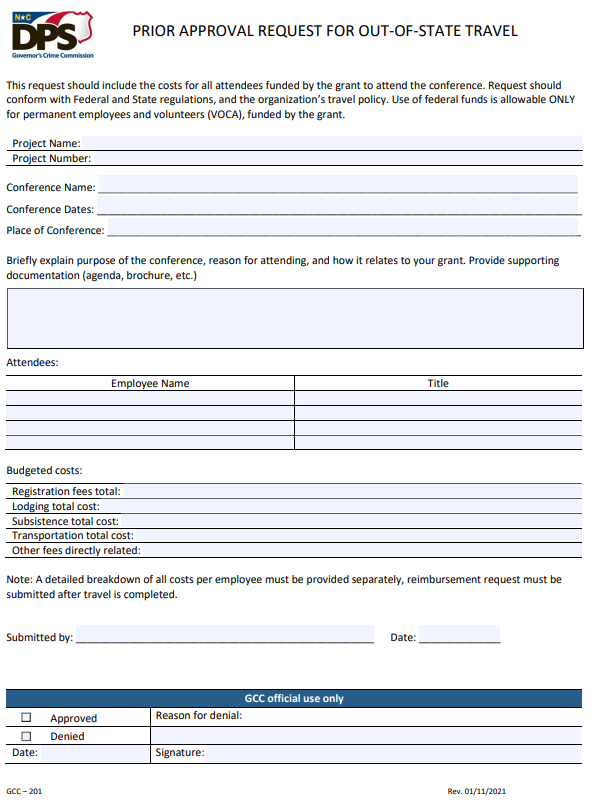 N★C
DPS
Governor's Crime Commission
PRIOR APPROVAL REQUEST FOR OUT-OF-STATE TRAVEL
This request should include the costs for all attendees funded by the grant to attend the conference. Request should
conform with Federal and State regulations, and the organization's travel policy. Use of federal funds is allowable ONLY
for permanent employees and volunteers (VOCA), funded by the grant.
Project Name:
Project Number:
Conference Name:
Conference Dates:
Place of Conference:
Briefly explain purpose of the conference, reason for attending, and how it relates to your grant. Provide supporting
documentation (agenda, brochure, etc.)
Attendees:
Employee Name Title
Budgeted costs:
Registration fees total:
Lodging total cost:
Subsistence total cost:
Transportation total cost:
Other fees directly related:
Note: A detailed breakdown of all costs per employee must be provided separately, reimbursement request must be
submitted after travel is completed.
Submitted by: Date:
GCC official use only
Approved Reason for denial:
Denied
Date: Signature:
GCC – 201 Rev. 01/11/2021